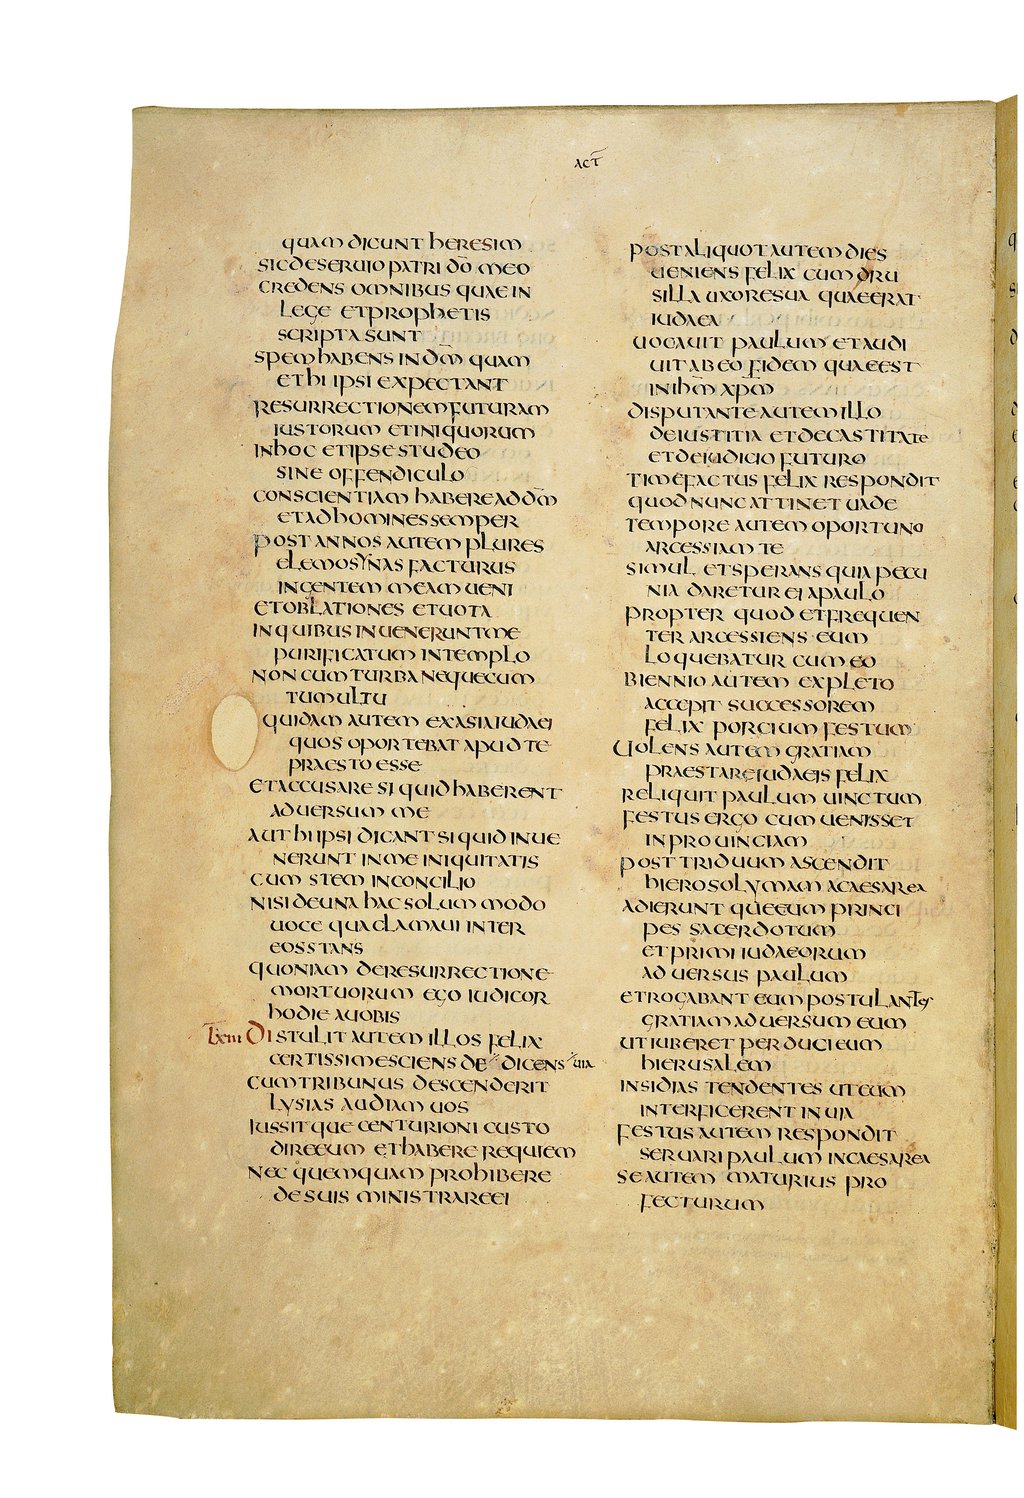 ACT̅
quam dicunt heresim
sic deseruio patri dō meo
credens omnibus quae in
lege et prophetis
scripta sunt
spem habens in dm̄ quam
et hi ipsi expectant
resurrectionem futuram
iustorum et iniquorum
in hoc et ipse studeo
sine offendiculo
conscientiam habere ad dm̄
et ad homines semper
post annos autem plures
elemosynas facturus
in gentem meam ueni
et oblationes et uota
in quibus inuenerunt me
purificatum in templo
non cum turba neque cum
tumultu
quidam autem ex asia iudaei
quos oportebat apud te
praesto esse
et accusare si quid haberent
aduersum me
aut hi ipsi dicant si quid inue
nerunt in me iniquitatis
cum stem in concilio
nisi de una hac solum modo
uoce qua clamaui inter
eos stans
quoniam de resurrectione
mortuorum ego iudicor
hodie a uobis
Distulit autem illos felix
certissime sciens de dicens uia
cum tribunus descenderit
lysias audiam uos
iussitque centurioni custo
dire eum et habere requiem
nec quemquam prohibere
de suis ministrare ei
post aliquot autem dies
ueniens felix cum dru
silla uxore sua quae erat
iudaea
uocauit paulum et audi
uit ab eo fidem quae est
in ihm̄ xpm̄
disputante autem illo
de iustitia et de castitate
et de iudicio futuro
timefactus felix respondit
quod nunc attinet uade
tempore autem oportuno
arcessiam te
simul et sperans quia pecu
nia daretur ei a paulo
propter quod et frequen
ter arcessiens eum
loquebatur cum eo
biennio autem expleto
accepit successorem
felix porcium festum
Uolens autem gratiam
praestare iudaeis felix
reliquit paulum uinctum
festus ergo cum uenisset
in prouinciam
post triduum ascendit
hierosolymam a caesarea
adierunt que eum princi
pes sacerdotum
et primi iudaeorum
aduersus paulum
et rogabant eum postulantes
gratiam aduersum eum
ut iuberet perduci eum
hierusalem
insidias tendentes ut eum
interficerent in uia
festus autem respondit
seruari paulum in caesarea
se autem maturius pro
fecturum